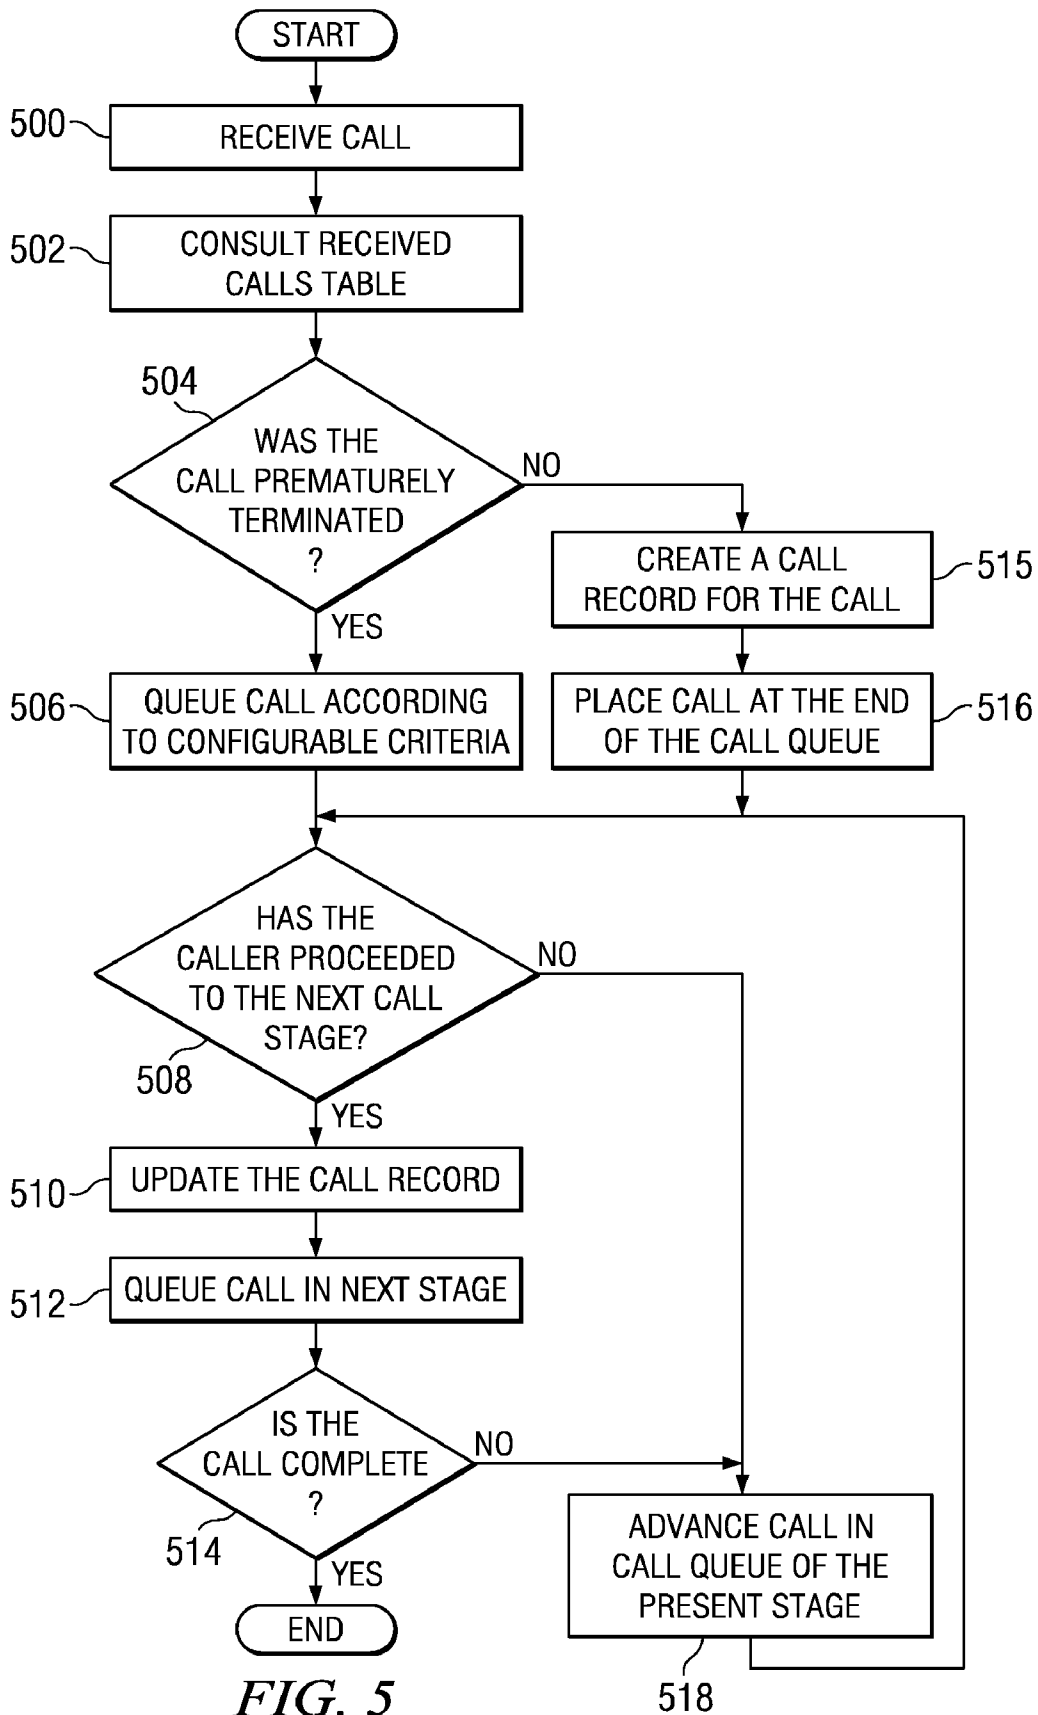 START
500
RECEIVE CALL
502
CONSULT RECEIVED
CALLS TABLE
504
WAS THE
CALL PREMATURELY
TERMINATED
?
NO
YES
CREATE A CALL
RECORD FOR THE CALL
515
506
QUEUE CALL ACCORDING
TO CONFIGURABLE CRITERIA
PLACE CALL AT THE END
OF THE CALL QUEUE
516
HAS THE
CALLER PROCEEDED
TO THE NEXT CALL
STAGE?
NO
508
YES
510
UPDATE THE CALL RECORD
512
QUEUE CALL IN NEXT STAGE
IS THE
CALL COMPLETE
?
NO
514
YES
ADVANCE CALL IN
CALL QUEUE OF THE
PRESENT STAGE
518
END
FIG. 5